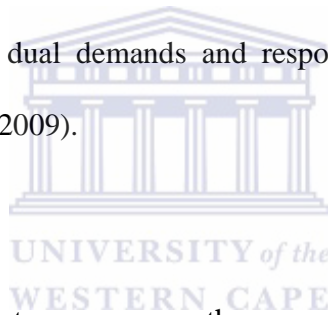 dual demands and respo
2009).
UNIVERSITY of the
WESTERN CAPE